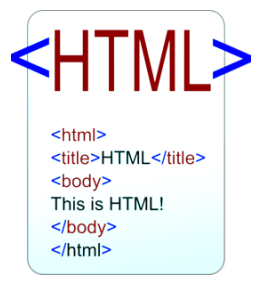 <HTML>
<html>
<title>HTML</title>
<body>
This is HTML!
</body>
</html>